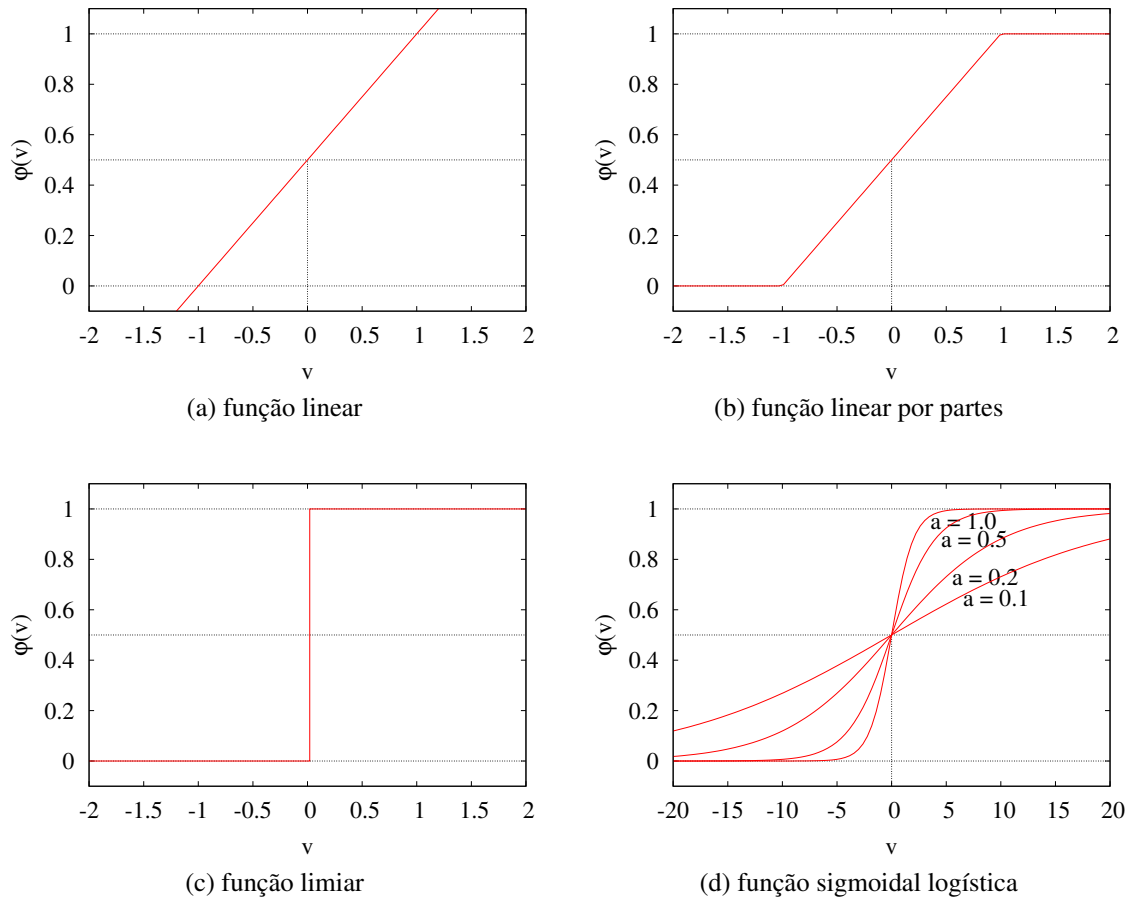 1
0.8
0.6
0.4
0.2
0
φ(v)
-2 -1.5 -1 -0.5 0 0.5 1 1.5 2
v
(a) função linear
1
0.8
0.6
0.4
0.2
0
φ(v)
-2 -1.5 -1 -0.5 0 0.5 1 1.5 2
v
(b) função linear por partes
1
0.8
0.6
0.4
0.2
0
φ(v)
-2 -1.5 -1 -0.5 0 0.5 1 1.5 2
v
(c) função limiar
1
0.8
0.6
0.4
0.2
0
φ(v)
a = 1.0
a = 0.5
a = 0.2
a = 0.1
-20 -15 -10 -5 0 5 10 15 20
v
(d) função sigmoidal logística